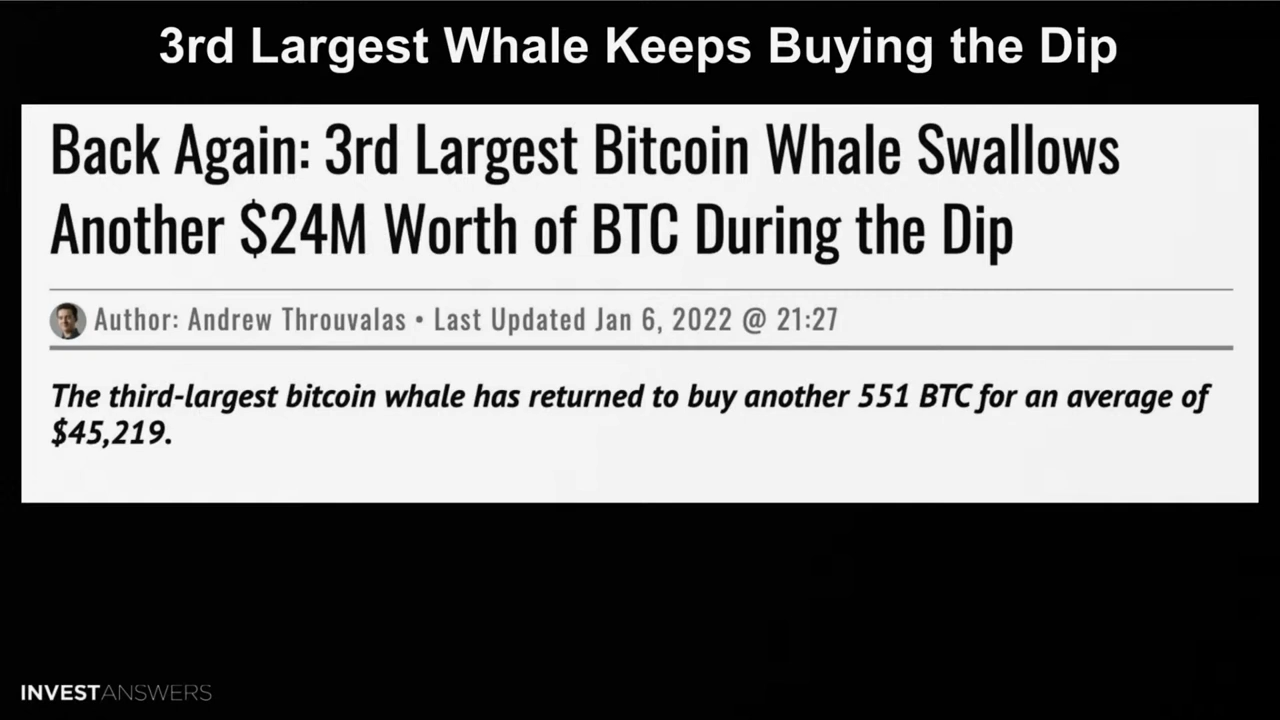 3rd Largest Whale Keeps Buying the Dip
Back Again: 3rd Largest Bitcoin Whale Swallows
Another $24M Worth of BTC During the Dip
Author: Andrew Throuvalas • Last Updated Jan 6, 2022 @ 21:27
The third-largest bitcoin whale has returned to buy another 551 BTC for an average of
$45,219.
INVESTANSWERS